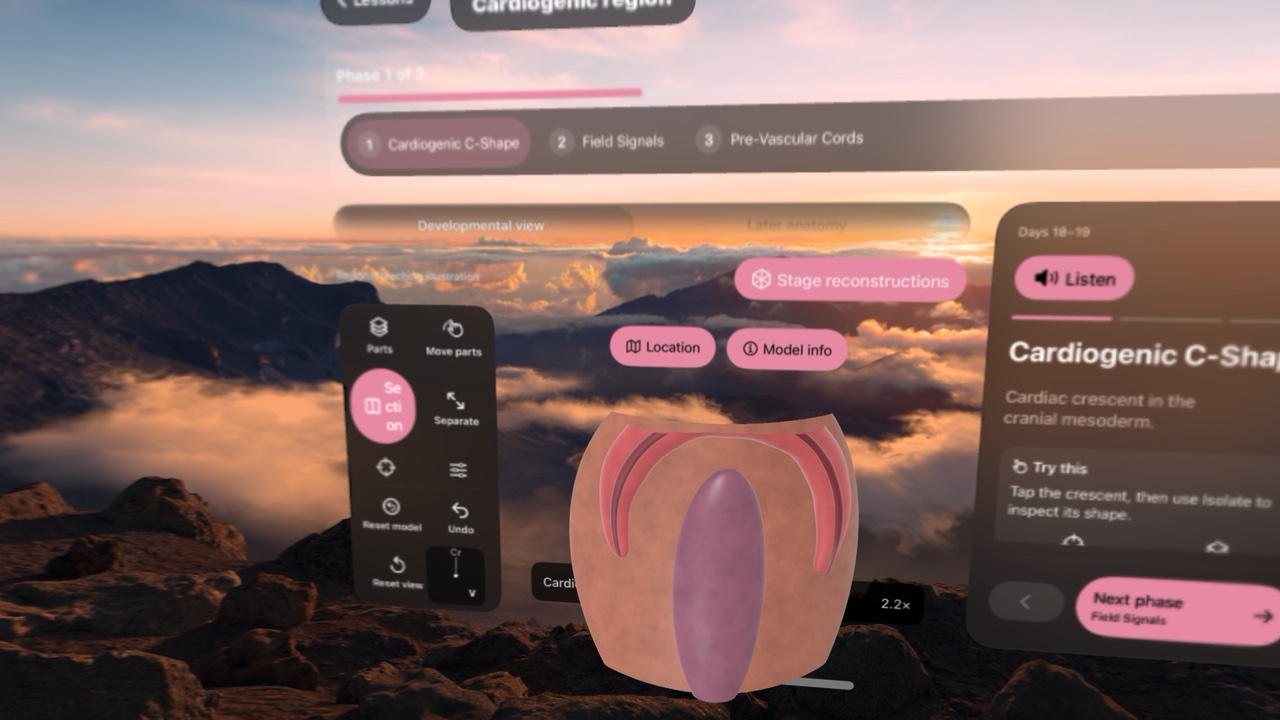 Lessons
Cardiogenic region
Phase 1 of 3
1 Cardiogenic C-Shape
2 Field Signals
3 Pre-Vascular Cords
Developmental view
Later anatomy
illustration
Stage reconstructions
Location
Model info
Parts
Move parts
Se
cti
on
Separate
Reset model
Undo
Reset view
Cr
v
Cardi
2.2×
Days 18–19
Listen
Cardiogenic C-Shap
Cardiac crescent in the
cranial mesoderm.
Try this
Tap the crescent, then use Isolate to
inspect its shape.
Next phase
Field Signals